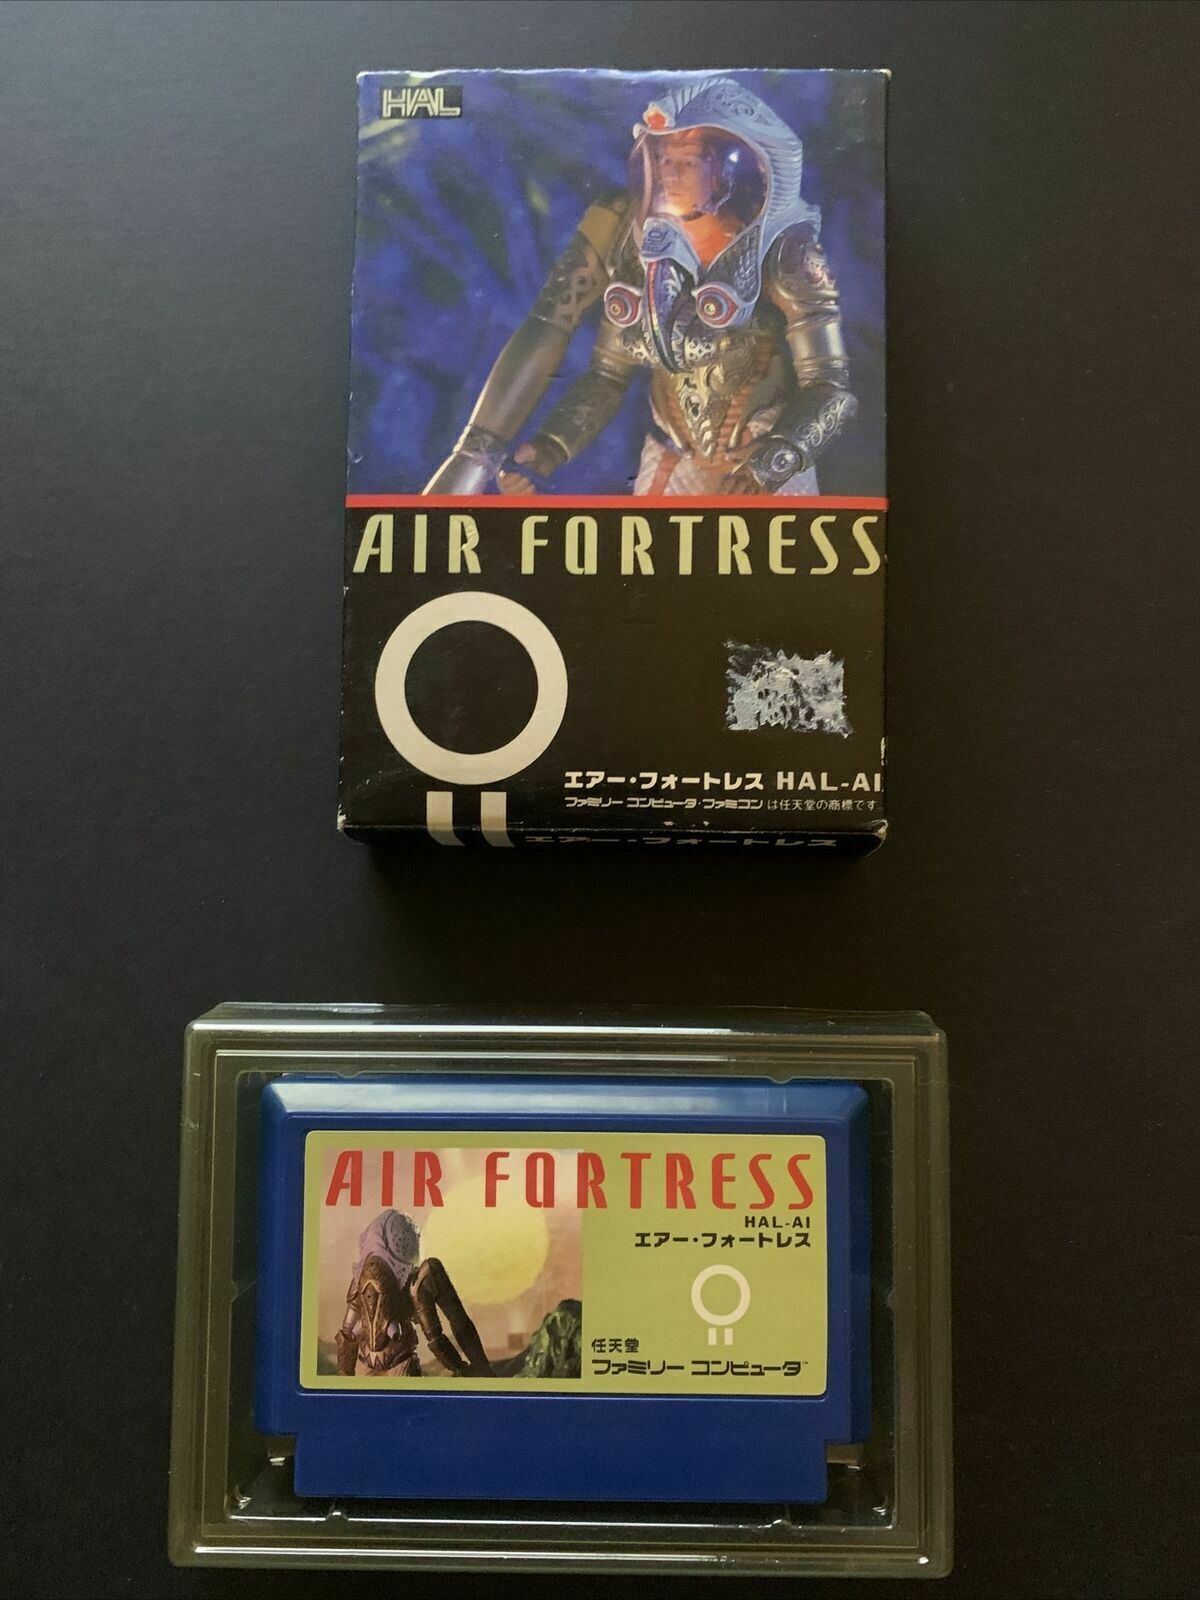 HAL
AIR FORTRESS
エアー・フォートレス HAL-AI
ファミリー コンピュータ・ファミコン は任天堂の商標です
エアー・フォートレス
AIR FORTRESS
HAL-AI
エアー・フォートレス
任天堂
ファミリー コンピュータ™